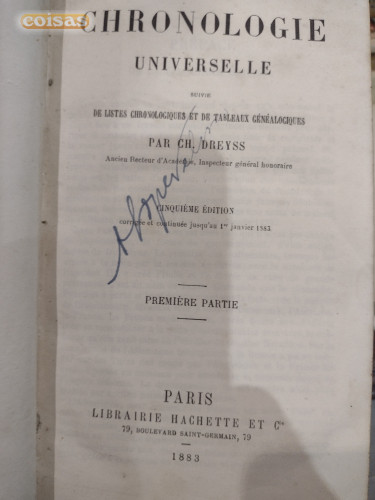 coisas
CHRONOLOGIE
UNIVERSELLE
SUIVIE
DE LISTES CHRONOLOGIQUES ET DE TABLEAUX GÉNÉALOGIQUES
PAR CH. DREYSS
Ancien Recteur d'Académie, Inspecteur général honoraire
CINQUIÈME ÉDITION
corrigée et continuée jusqu'au 1er janvier 1883
PREMIÈRE PARTIE
PARIS
LIBRAIRIE HACHETTE ET Cie
79, BOULEVARD SAINT-GERMAIN, 79
1883